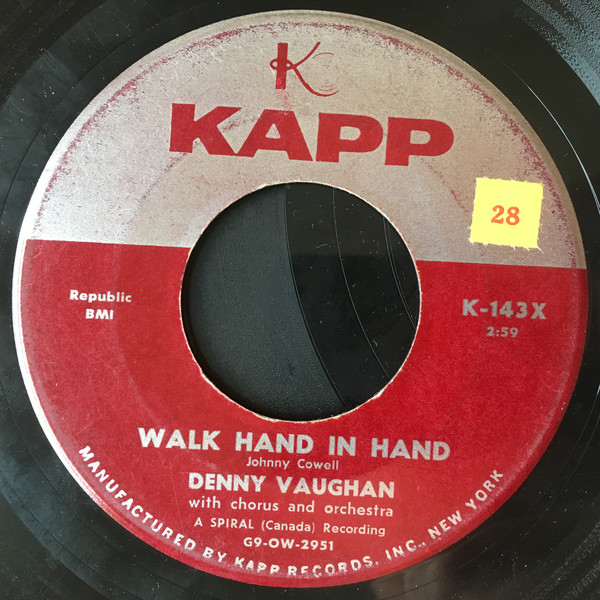 K
KAPP
28
Republic
BMI
K-143X
2:59
WALK HAND IN HAND
Johnny Cowell
DENNY VAUGHAN
with chorus and orchestra
A SPIRAL (Canada) Recording
G9-OW-2951
MANUFACTURED BY KAPP RECORDS, INC., NEW YORK